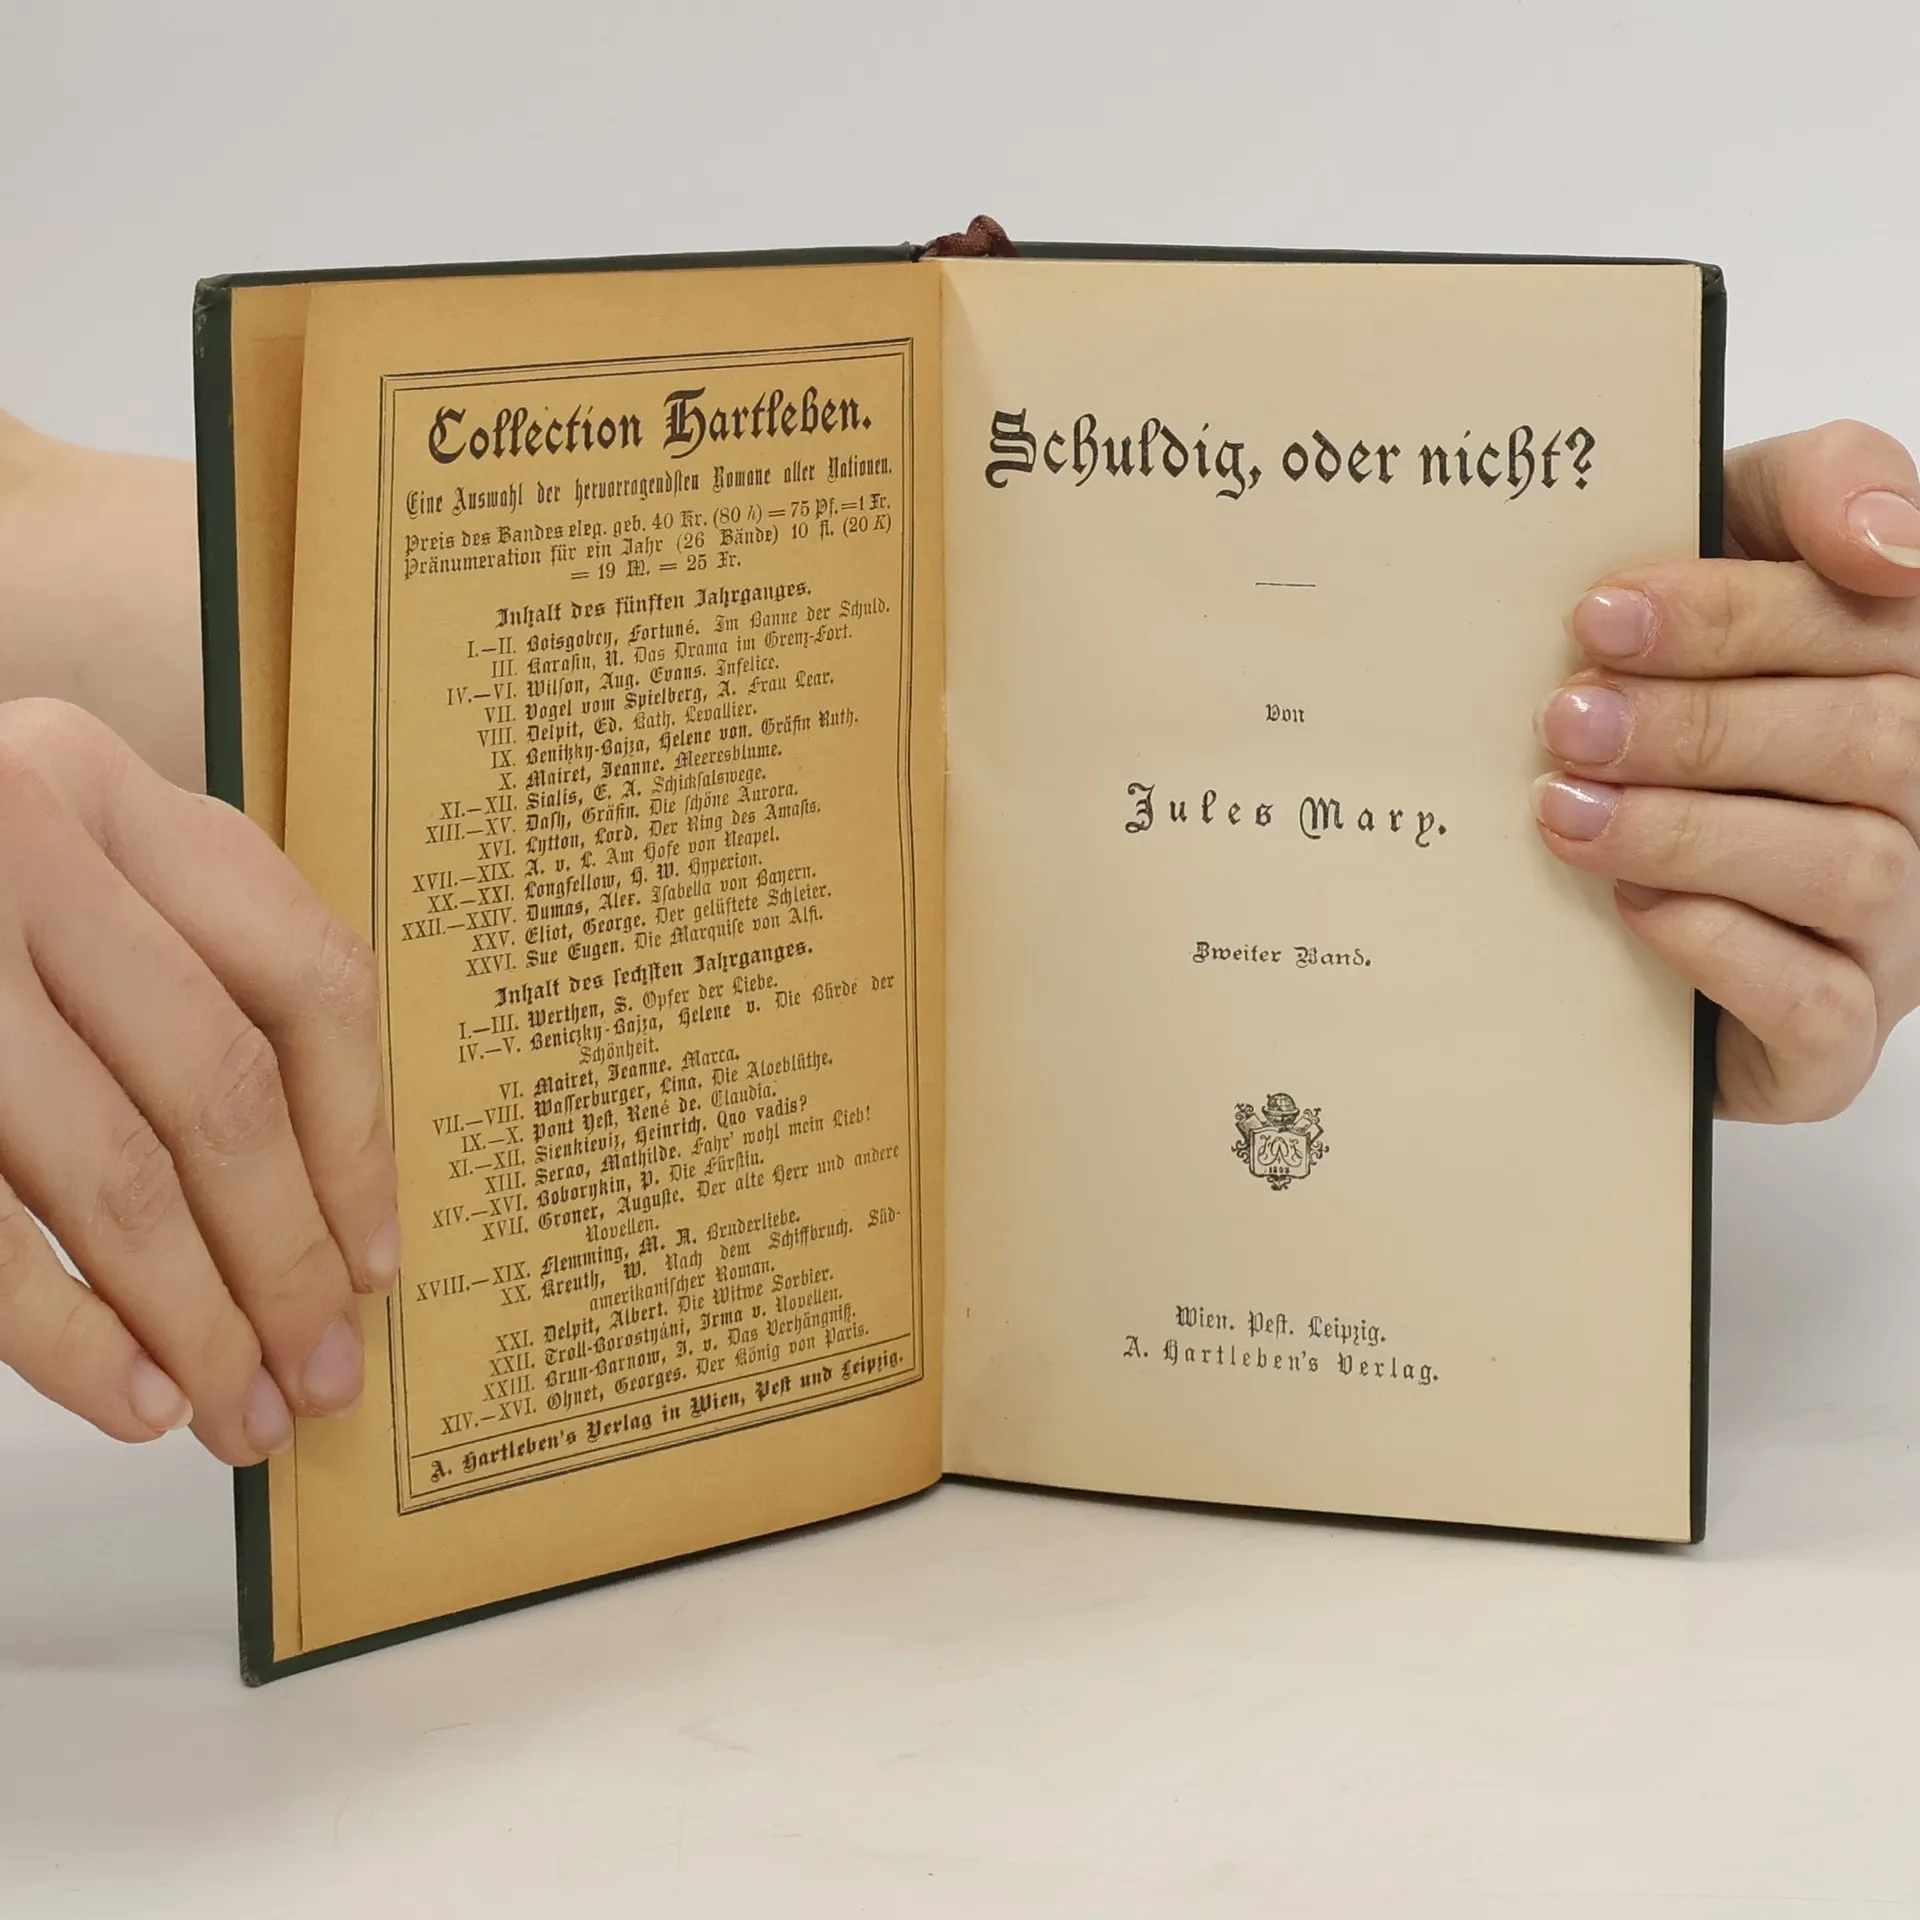 Collection Hartleben.
Eine Auswahl der hervorragendsten Romane aller Nationen.
Preis des Bandes eleg. geb. 40 Kr. (80 h) = 75 Pf. = 1 Fr.
Pränumeration für ein Jahr (26 Bände) 10 fl. (20 K)
= 19 M. = 25 Fr.
Inhalt des fünften Jahrganges.
I.—II. Boisgobey, Fortuné. Im Banne der Schuld.
III. Karasin, N. Das Drama im Grenz-Fort.
IV.—VI. Wilson, Aug. Evans. Infelice.
VII. Vogel vom Spielberg, A. Frau Lear.
VIII. Delpit, Ed. Kath. Levallier.
IX. Benitzky-Bajza, Helene von. Gräfin Ruth.
X. Mairet, Jeanne. Meeresblume.
XI.—XII. Sialis, E. A. Schicksalswege.
XIII.—XV. Dash, Gräfin. Die schöne Aurora.
XVI. Lytton, Lord. Der Ring des Amasis.
XVII.—XIX. A. v. L. Am Hofe von Neapel.
XX.—XXI. Longfellow, H. W. Hyperion.
XXII.—XXIV. Dumas, Alex. Isabella von Bayern.
XXV. Eliot, George. Der gelüftete Schleier.
XXVI. Sue Eugen. Die Marquise von Alfi.
Inhalt des sechsten Jahrganges.
I.—III. Werthen, S. Opfer der Liebe.
IV.—V. Beniczky-Bajza, Helene v. Die Bürde der
Schönheit.
VI. Mairet, Jeanne. Marca.
VII.—VIII. Wasserburger, Lina. Die Aloeblüthe.
IX.—X. Pont Jest, René de. Claudia.
XI.—XII. Sienkieviz, Heinrich. Quo vadis?
XIII. Serao, Mathilde. Fahr' wohl mein Lieb!
XIV.—XVI. Boborykin, P. Die Fürstin.
XVII. Groner, Auguste. Der alte Herr und andere
Novellen.
XVIII.—XIX. Flemming, M. A. Bruderliebe.
XX. Kreuth, W. Nach dem Schiffbruch. Süd-
amerikanischer Roman.
XXI. Delpit, Albert. Die Witwe Sorbier.
XXII. Troll-Borostyáni, Irma v. Novellen.
XXIII. Brun-Barnow, I. v. Das Verhängniß.
XIV.—XVI. Ohnet, Georges. Der König von Paris.
A. Hartleben's Verlag in Wien, Pest und Leipzig.
Schuldig, oder nicht?
Von
Jules Mary.
Zweiter Band.
Wien. Pest. Leipzig.
A. Hartleben's Verlag.